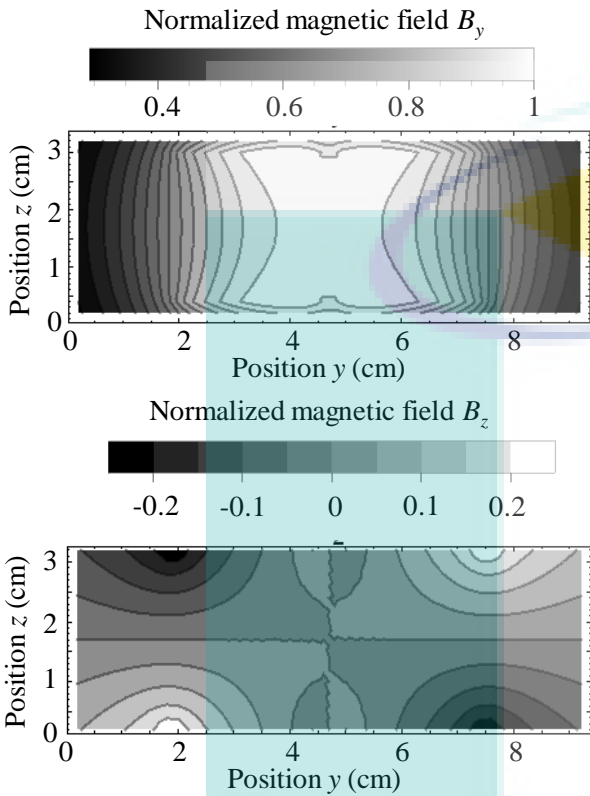 Normalized magnetic field B_y
0.4 0.6 0.8 1
Position z (cm)
3
2
1
0
0 2 4 6 8
Position y (cm)
Normalized magnetic field B_z
-0.2 -0.1 0 0.1 0.2
Position z (cm)
3
2
1
0
0 2 4 6 8
Position y (cm)